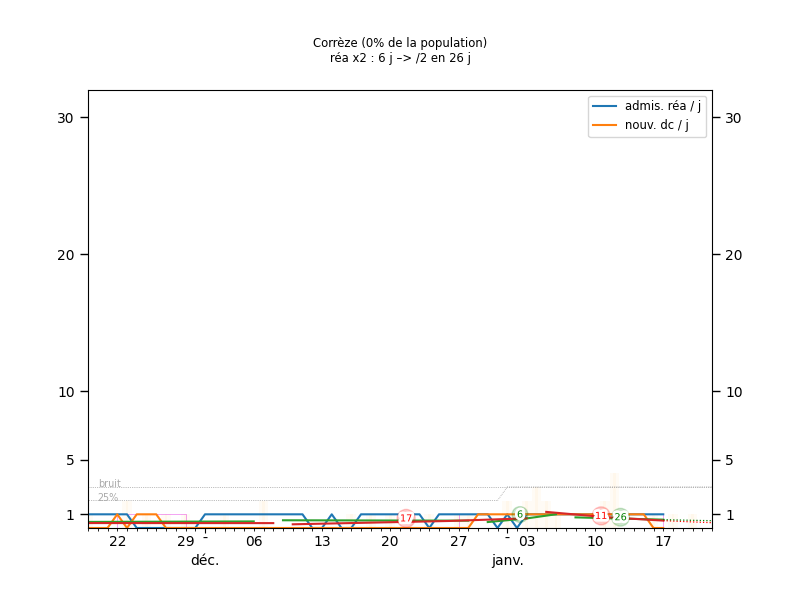 Corrèze (0% de la population)
réa x2 : 6 j –> /2 en 26 j
admis. réa / j
nouv. dc / j
30 30
20 20
10 10
5 5
bruit
25%
1 1
17 6 11 26
22 29 - 06 13 20 27 - 03 10 17
déc. janv.